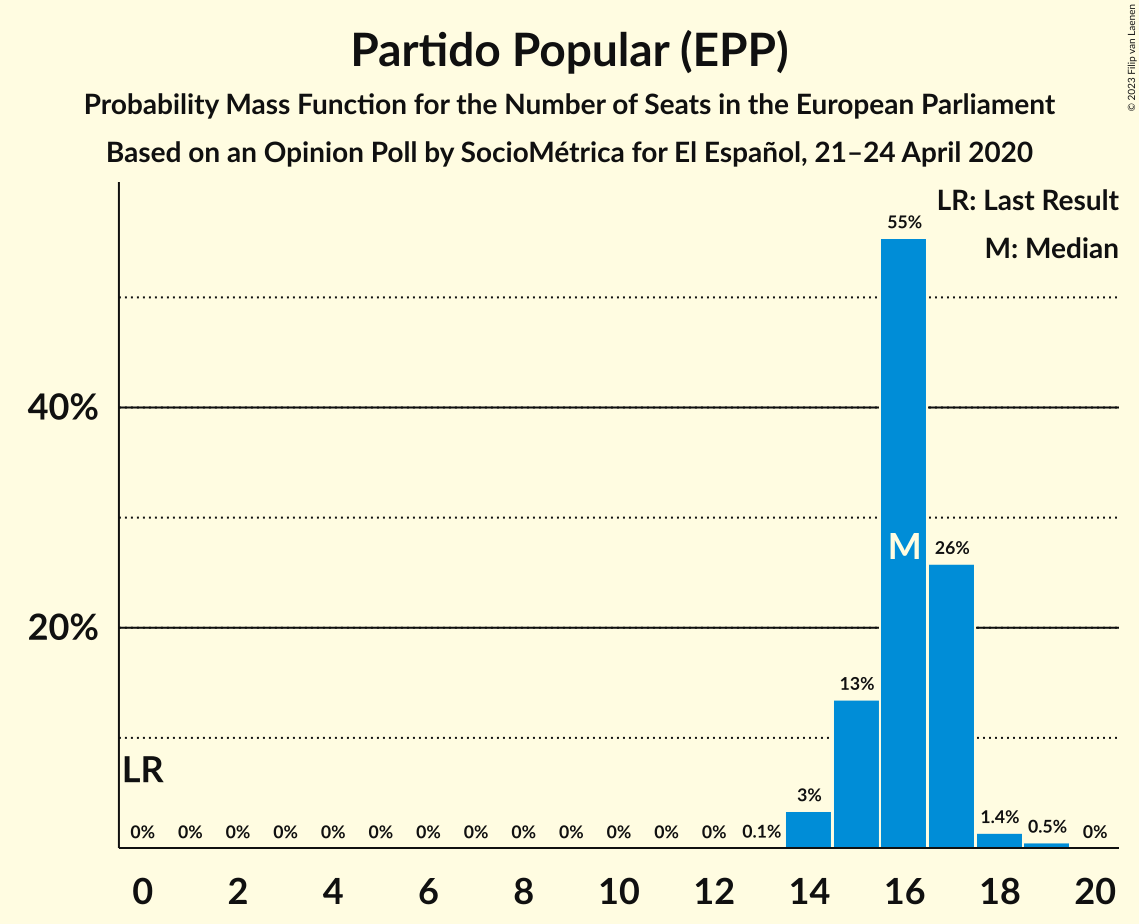 Partido Popular (EPP)
Probability Mass Function for the Number of Seats in the European Parliament
Based on an Opinion Poll by SocioMétrica for El Español, 21–24 April 2020
© 2023 Filip van Laenen
LR: Last Result
M: Median
55%
40%
M
26%
20%
13%
LR
3%
0% 0% 0% 0% 0% 0% 0% 0% 0% 0% 0% 0% 0% 0.1% 1.4% 0.5% 0%
0 2 4 6 8 10 12 14 16 18 20